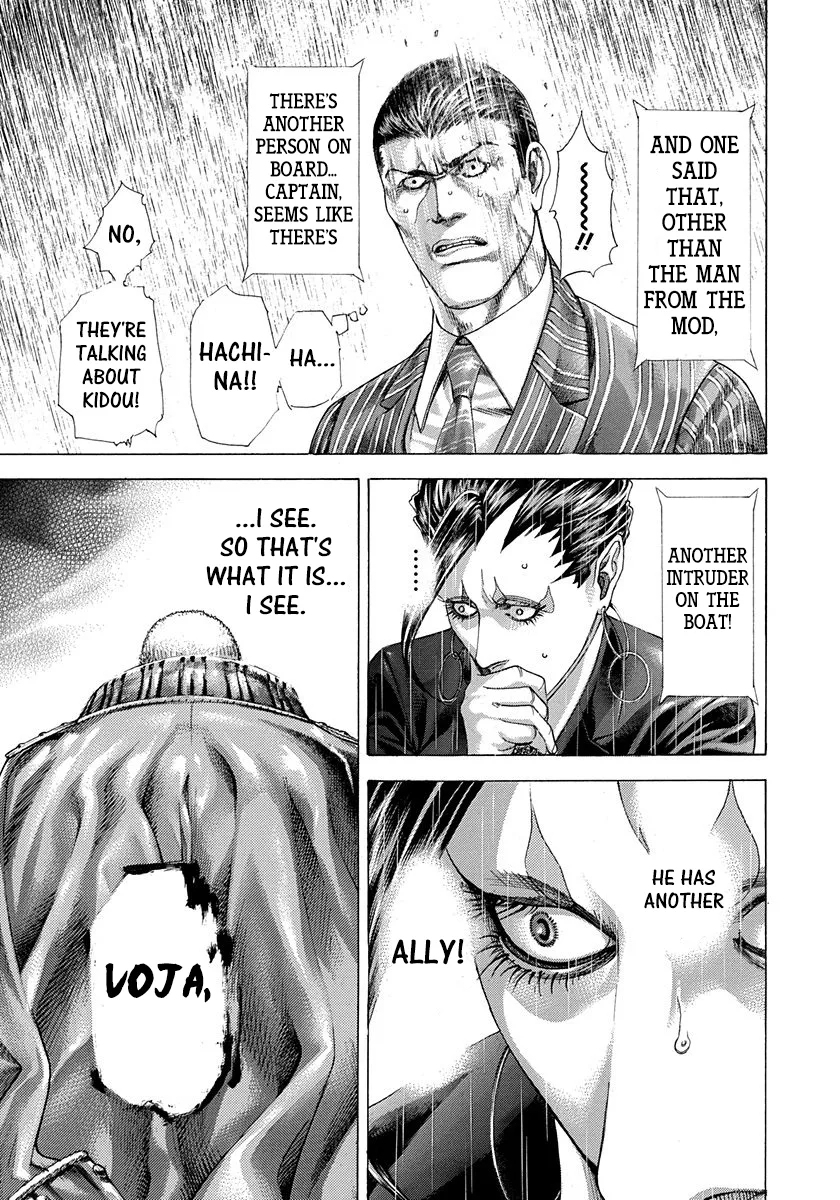 AND ONE
SAID
THAT,
OTHER
THAN
THE MAN
FROM THE
MOD,
!!
THERE'S
ANOTHER
PERSON ON
BOARD...
CAPTAIN,
SEEMS LIKE
THERE'S
HA...
HACHI-
NA!!
NO,
THEY'RE
TALKING
ABOUT
KIDOU!
ANOTHER
INTRUDER
ON THE
BOAT!
......
HE HAS
ANOTHER
ALLY!
...I SEE.
SO THAT'S
WHAT IT IS...
I SEE.
VOJA,